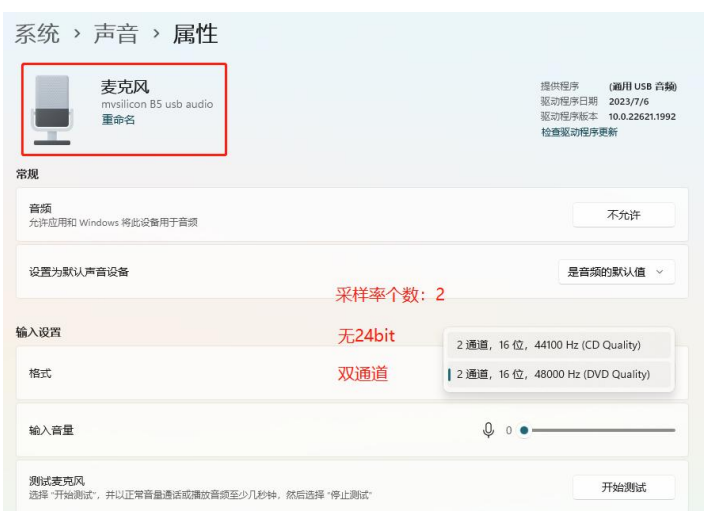 系统 › 声音 › 属性
麦克风
mvsilicon B5 usb audio
重命名
提供程序 (通用 USB 音频)
驱动程序日期 2023/7/6
驱动程序版本 10.0.22621.1992
检查驱动程序更新
常规
音频
允许应用和 Windows 将此设备用于音频
不允许
设置为默认声音设备
是音频的默认值
采样率个数：2
输入设置
无24bit
2 通道，16 位，44100 Hz (CD Quality)
格式
双通道
2 通道，16 位，48000 Hz (DVD Quality)
输入音量
0
测试麦克风
选择 "开始测试"，并以正常音量通话或播放音频至少几秒钟，然后选择 "停止测试"
开始测试